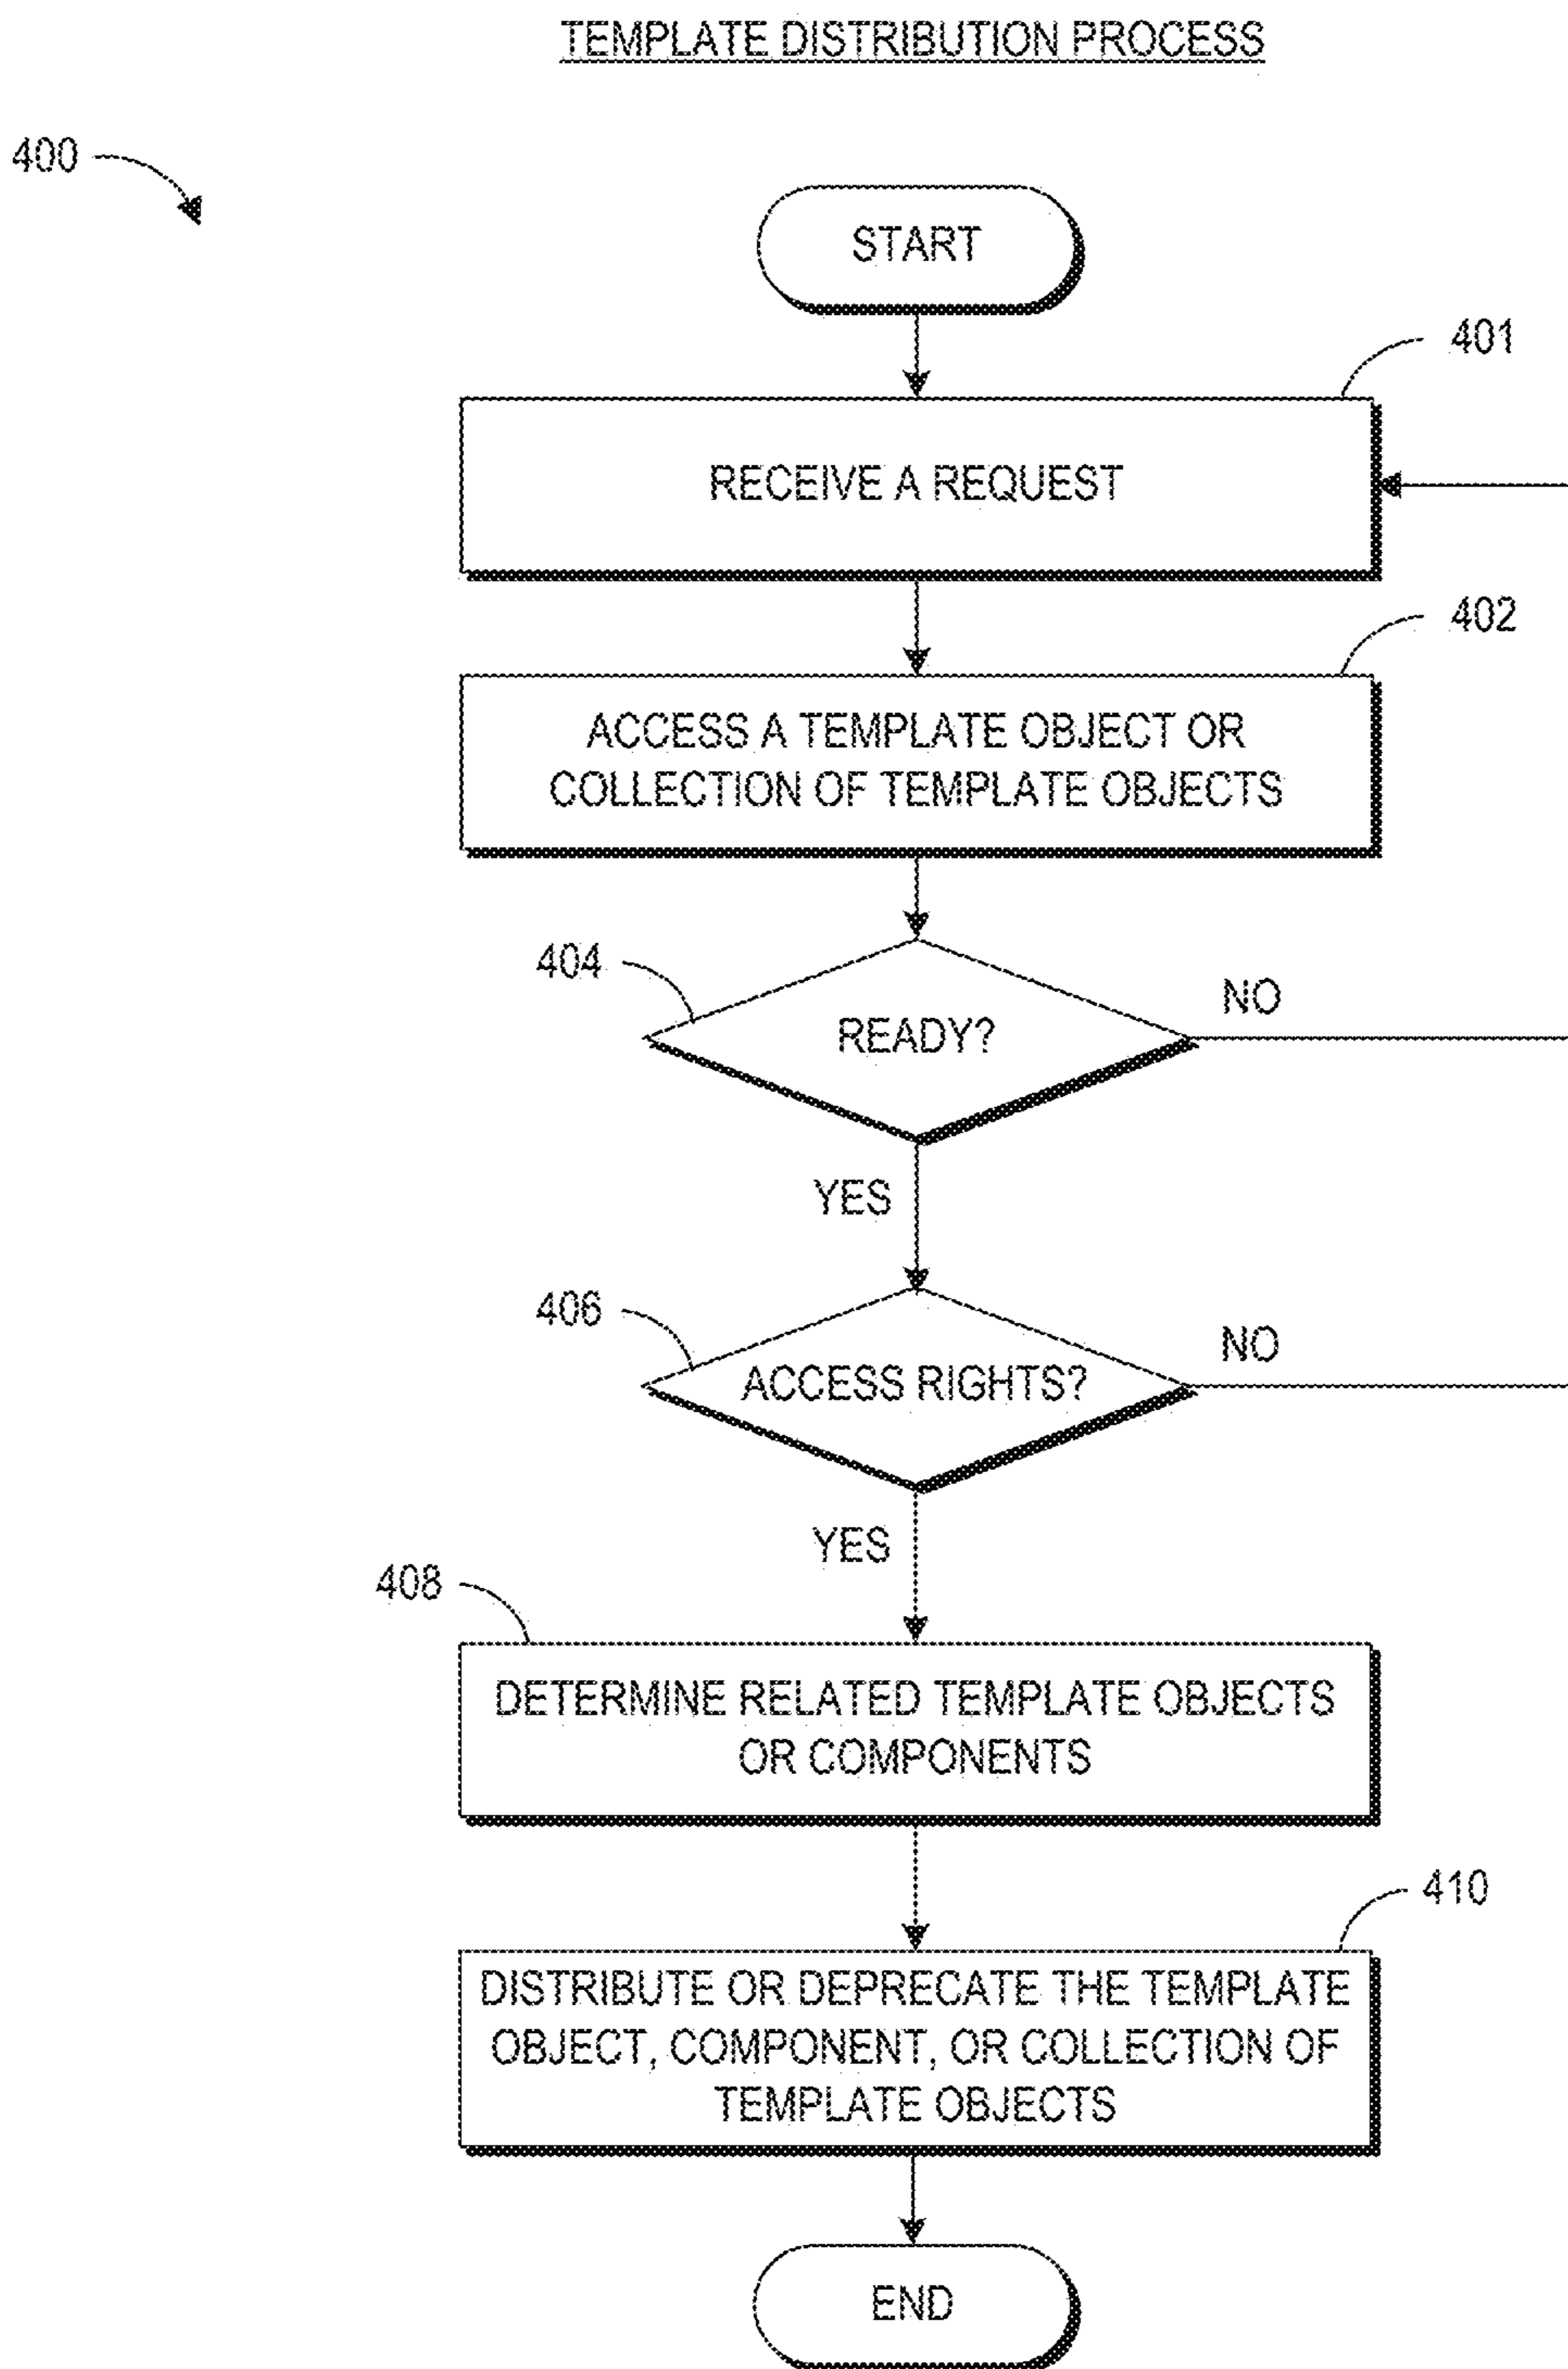 TEMPLATE DISTRIBUTION PROCESS
400
START
401
RECEIVE A REQUEST
402
ACCESS A TEMPLATE OBJECT OR
COLLECTION OF TEMPLATE OBJECTS
404
READY?
NO
YES
406
ACCESS RIGHTS?
NO
YES
408
DETERMINE RELATED TEMPLATE OBJECTS
OR COMPONENTS
410
DISTRIBUTE OR DEPRECATE THE TEMPLATE
OBJECT, COMPONENT, OR COLLECTION OF
TEMPLATE OBJECTS
END